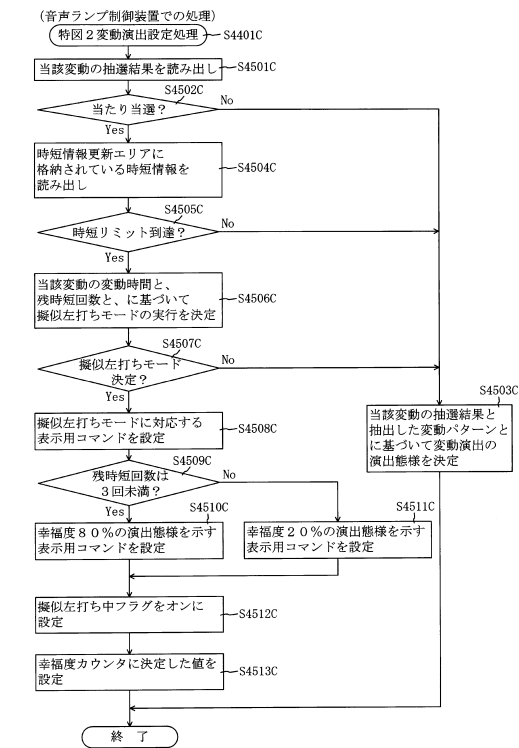 (音声ランプ制御装置での処理)
特図2変動演出設定処理
S4401C
当該変動の抽選結果を読み出し
S4501C
S4502C
当たり当選?
No
Yes
時短情報更新エリアに
格納されている時短情報を
読み出し
S4504C
S4505C
時短リミット到達?
No
Yes
当該変動の変動時間と、
残時短回数と、に基づいて
擬似左打ちモードの実行を決定
S4506C
S4507C
擬似左打ちモード
決定?
No
Yes
S4503C
当該変動の抽選結果と
抽出した変動パターンと
に基づいて変動演出の
演出態様を決定
擬似左打ちモードに対応する
表示用コマンドを設定
S4508C
S4509C
残時短回数は
3回未満?
No
Yes
S4510C
幸福度80%の演出態様を示す
表示用コマンドを設定
S4511C
幸福度20%の演出態様を示す
表示用コマンドを設定
擬似左打ち中フラグをオンに
設定
S4512C
幸福度カウンタに決定した値を
設定
S4513C
終 了